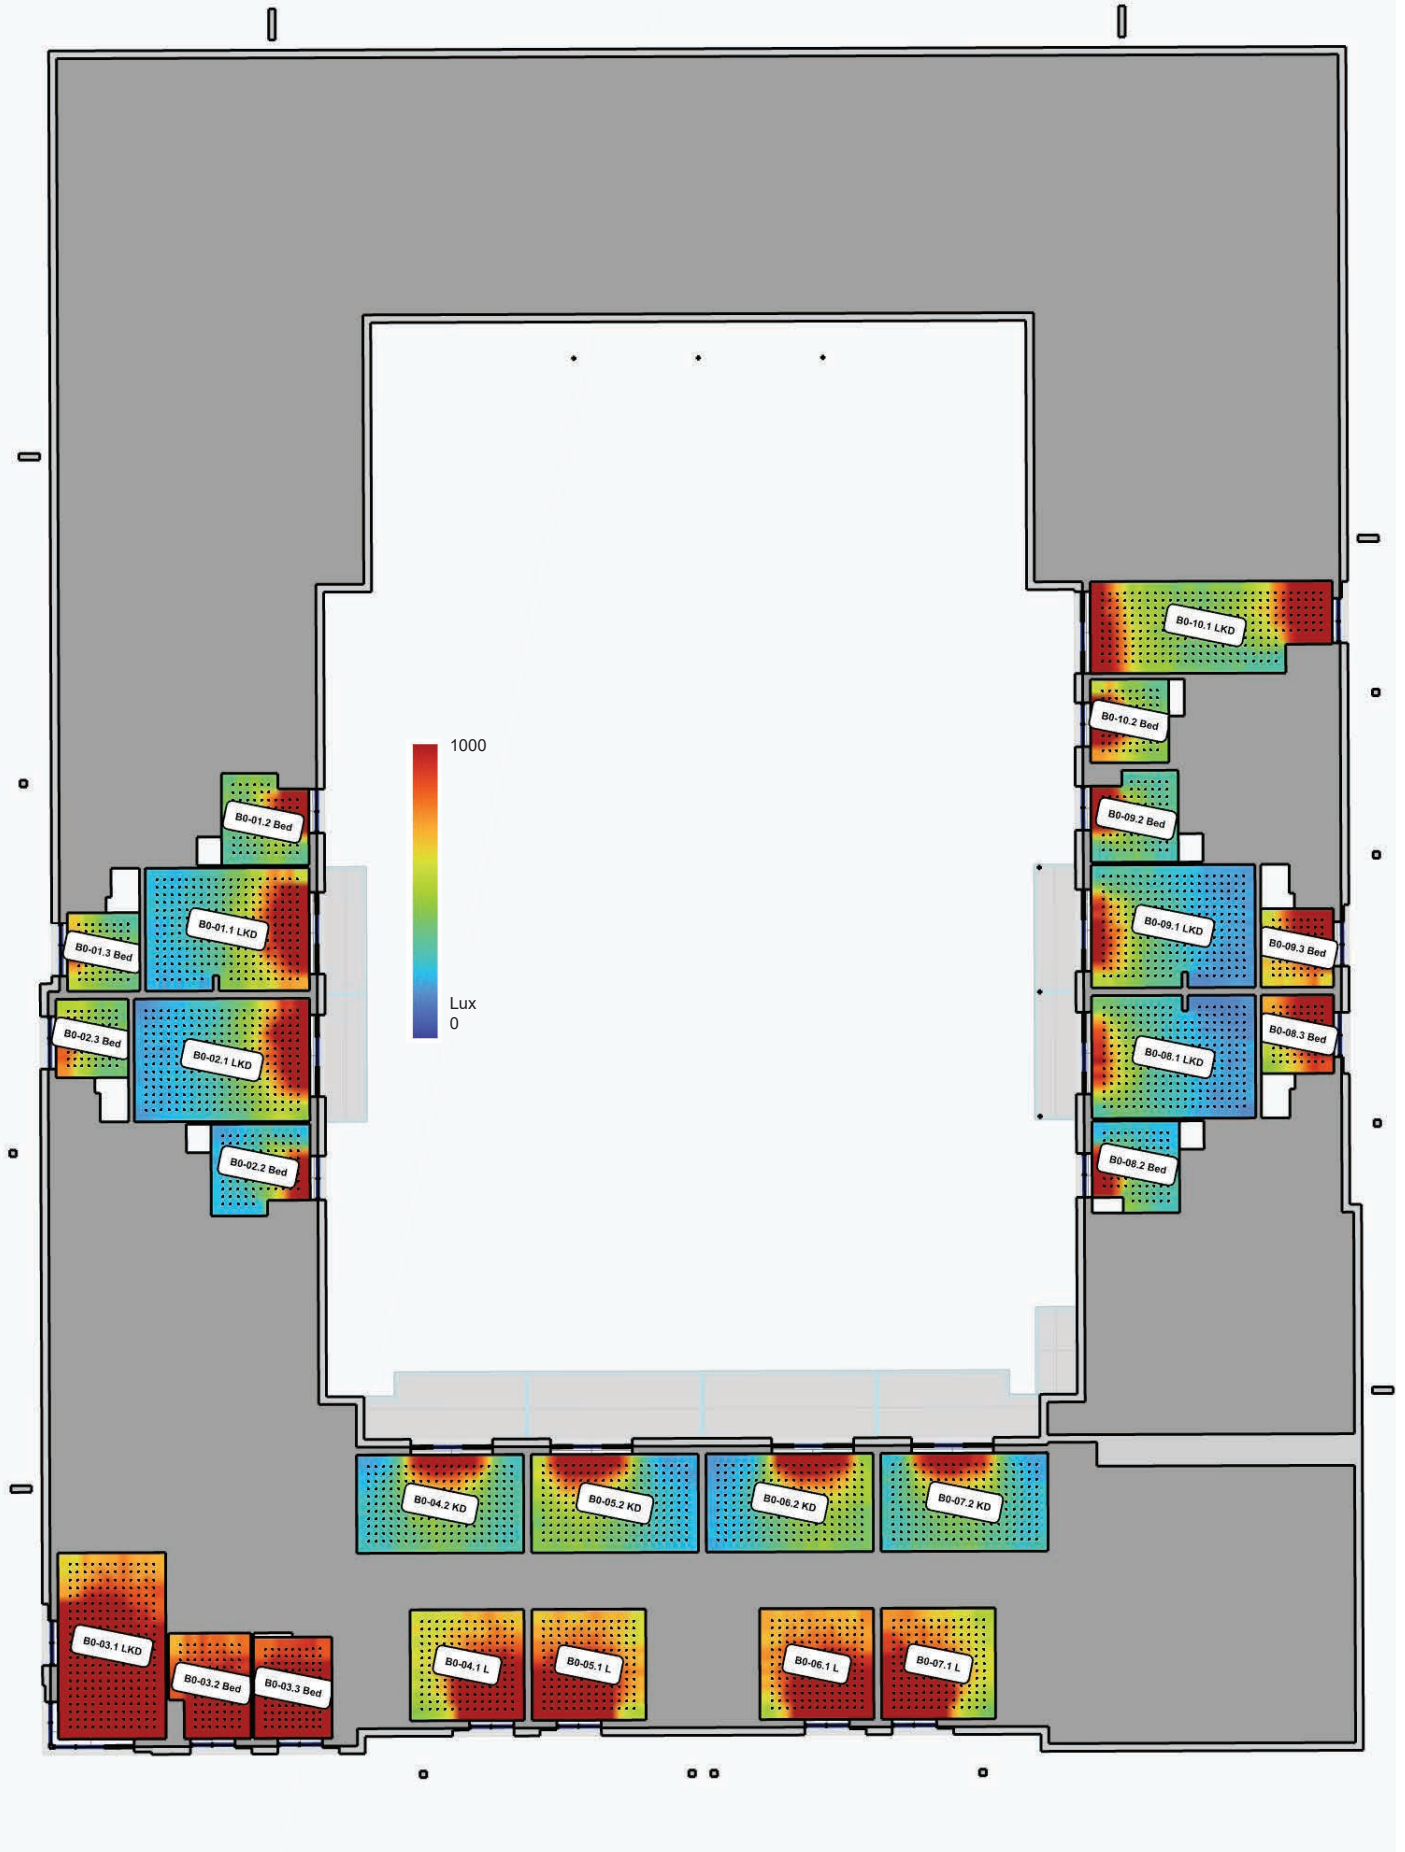 B0-10.1 LKD
B0-10.2 Bed
1000
B0-01.2 Bed
B0-09.2 Bed
B0-01.1 LKD
B0-09.1 LKD
B0-01.3 Bed
B0-09.3 Bed
Lux
0
B0-02.3 Bed
B0-02.1 LKD
B0-08.1 LKD
B0-08.3 Bed
B0-02.2 Bed
B0-08.2 Bed
B0-04.2 KD
B0-05.2 KD
B0-06.2 KD
B0-07.2 KD
B0-03.1 LKD
B0-03.2 Bed
B0-03.3 Bed
B0-04.1 L
B0-05.1 L
B0-06.1 L
B0-07.1 L